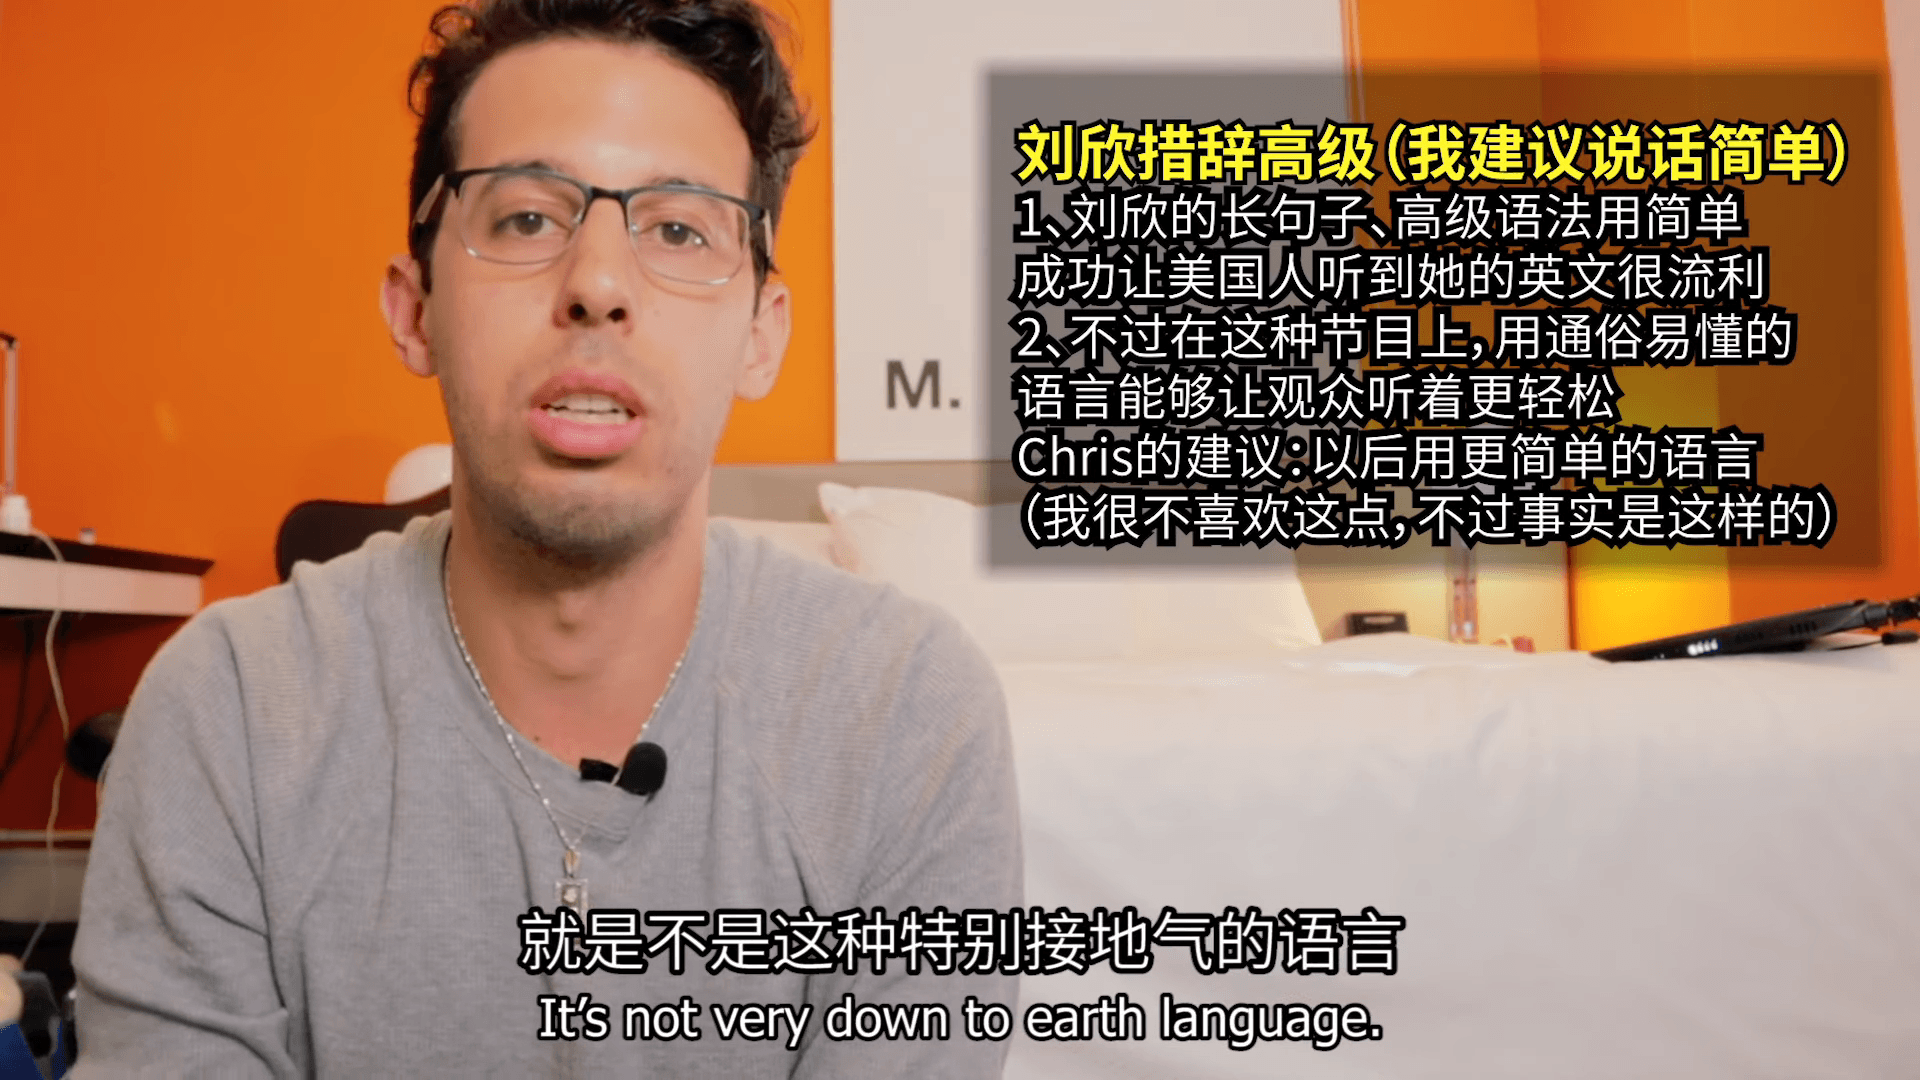 M.
刘欣措辞高级（我建议说话简单）
1、刘欣的长句子、高级语法用简单
成功让美国人听到她的英文很流利
2、不过在这种节目上，用通俗易懂的
语言能够让观众听着更轻松
Chris的建议：以后用更简单的语言
（我很不喜欢这点，不过事实是这样的）
就是不是这种特别接地气的语言
It's not very down to earth language.